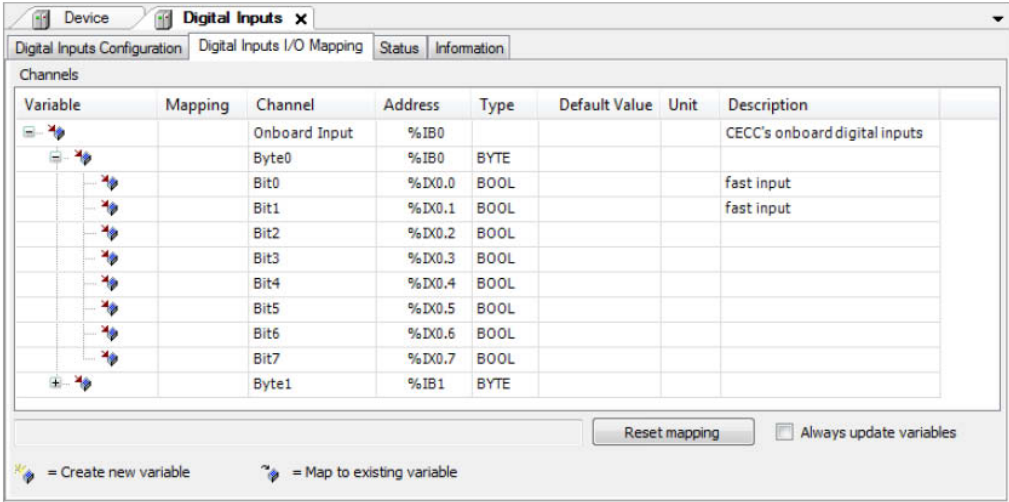 Device Digital Inputs
Digital Inputs Configuration Digital Inputs I/O Mapping Status Information
Channels
Variable Mapping Channel Address Type Default Value Unit Description
Onboard Input %IB0 CECC's onboard digital inputs
Byte0 %IB0 BYTE
Bit0 %IX0.0 BOOL fast input
Bit1 %IX0.1 BOOL fast input
Bit2 %IX0.2 BOOL
Bit3 %IX0.3 BOOL
Bit4 %IX0.4 BOOL
Bit5 %IX0.5 BOOL
Bit6 %IX0.6 BOOL
Bit7 %IX0.7 BOOL
Byte1 %IB1 BYTE
Reset mapping Always update variables
= Create new variable = Map to existing variable